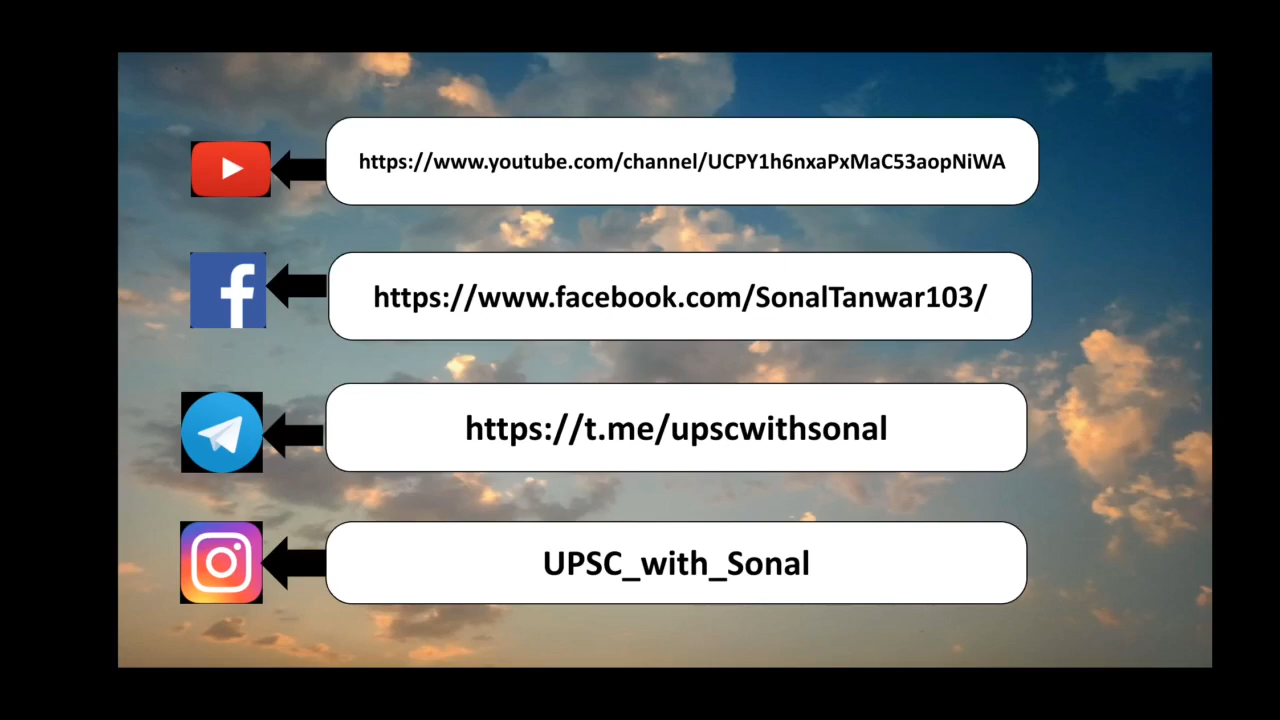 https://www.youtube.com/channel/UCPY1h6nxaPxMaC53aopNiWA
https://www.facebook.com/SonalTanwar103/
https://t.me/upscwithsonal
UPSC_with_Sonal